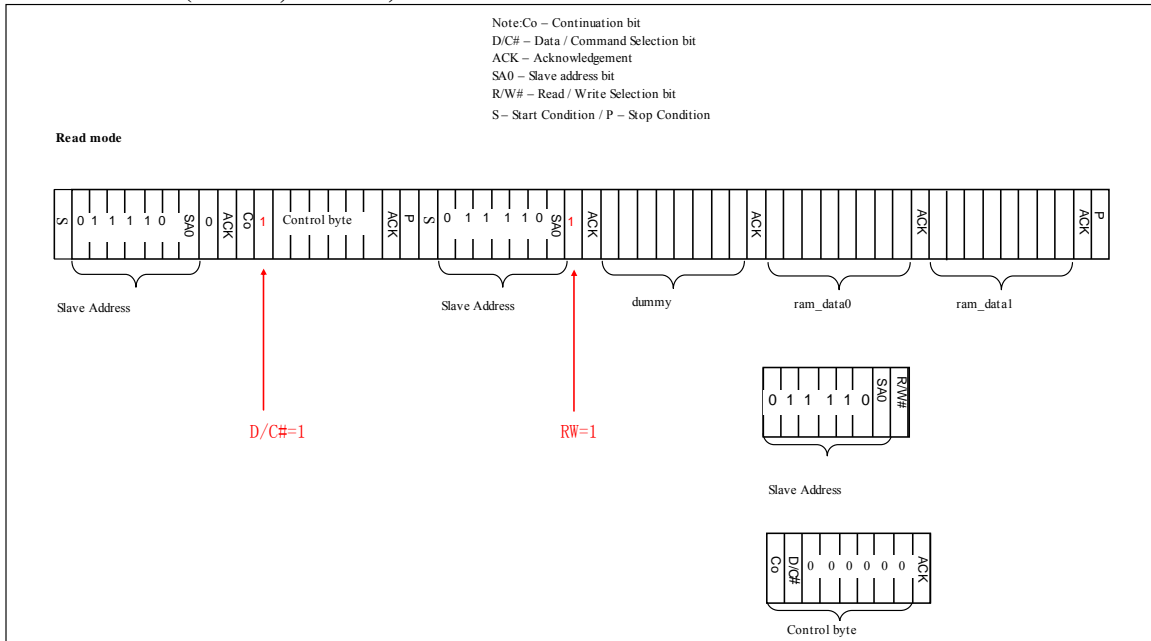 Note:Co – Continuation bit
D/C# – Data / Command Selection bit
ACK – Acknowledgement
SA0 – Slave address bit
R/W# – Read / Write Selection bit
S – Start Condition / P – Stop Condition
Read mode
S 0 1 1 1 1 0 SA0 0 ACK Co 1 Control byte ACK P S 0 1 1 1 1 0 SA0 1 ACK ACK ACK ACK P
Slave Address Slave Address dummy ram_data0 ram_data1
0 1 1 1 1 0 SA0 R/W#
D/C#=1 RW=1
Slave Address
Co D/C# 0 0 0 0 0 0 ACK
Control byte